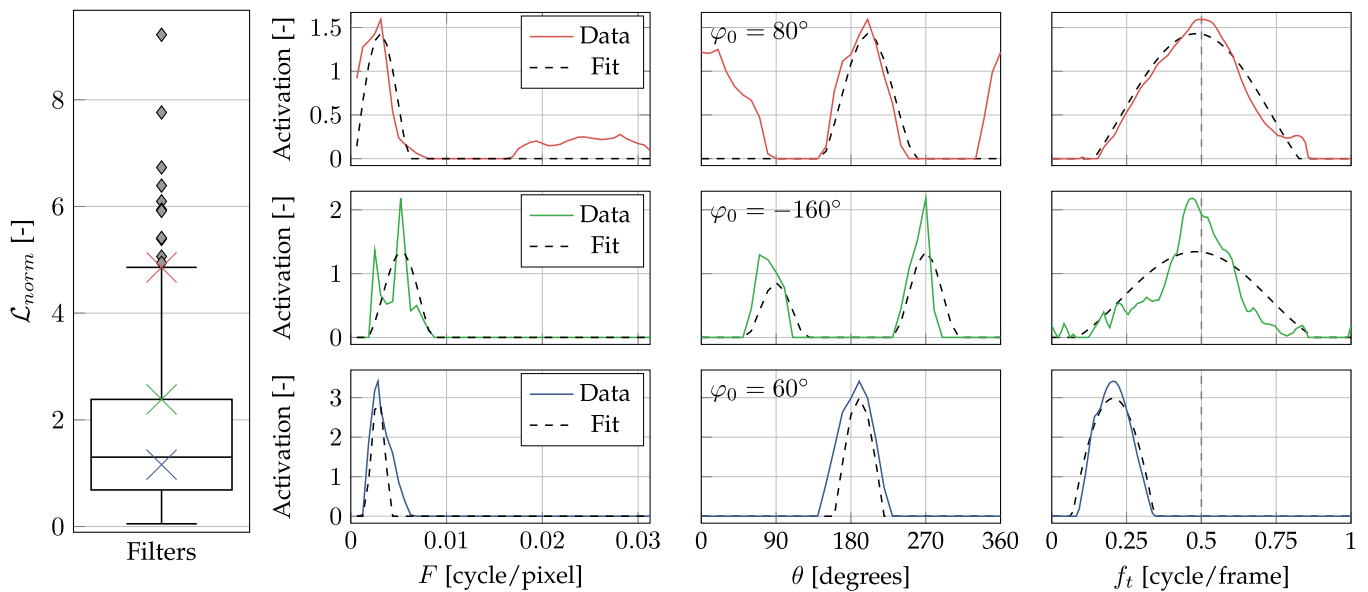 ℒnorm [-]
8
6
4
2
0
Filters
Activation [-]
1.5
1
0.5
0
Data
Fit
φ0 = 80°
Activation [-]
2
1
0
Data
Fit
φ0 = −160°
Activation [-]
3
2
1
0
Data
Fit
φ0 = 60°
0 0.01 0.02 0.03
F [cycle/pixel]
0 90 180 270 360
θ [degrees]
0 0.25 0.5 0.75 1
ft [cycle/frame]